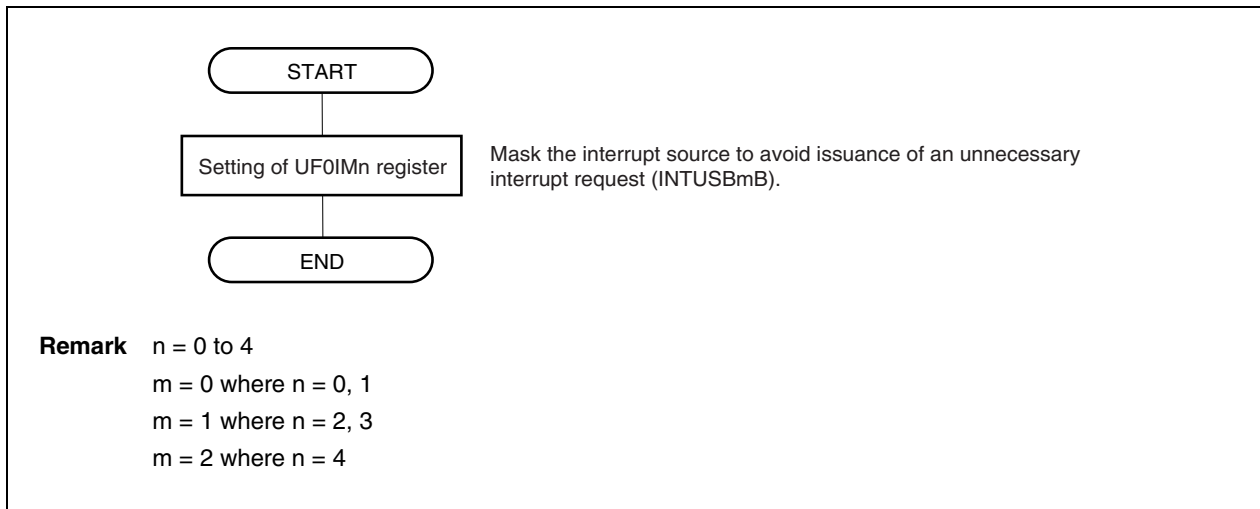 START
Setting of UF0IMn register
Mask the interrupt source to avoid issuance of an unnecessary
interrupt request (INTUSBmB).
END
Remark n = 0 to 4
m = 0 where n = 0, 1
m = 1 where n = 2, 3
m = 2 where n = 4